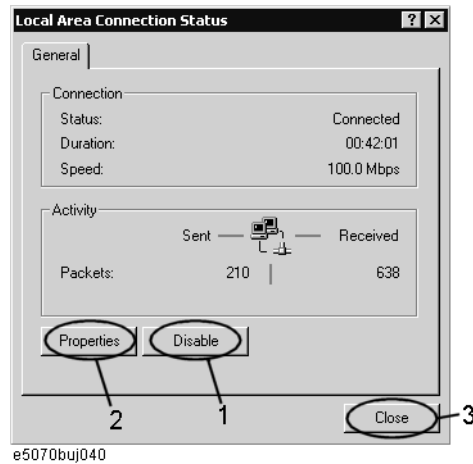 Local Area Connection Status ? X
General
Connection
Status: Connected
Duration: 00:42:01
Speed: 100.0 Mbps
Activity
Sent Received
Packets: 210 638
Properties Disable
2 1
Close 3
e5070buj040